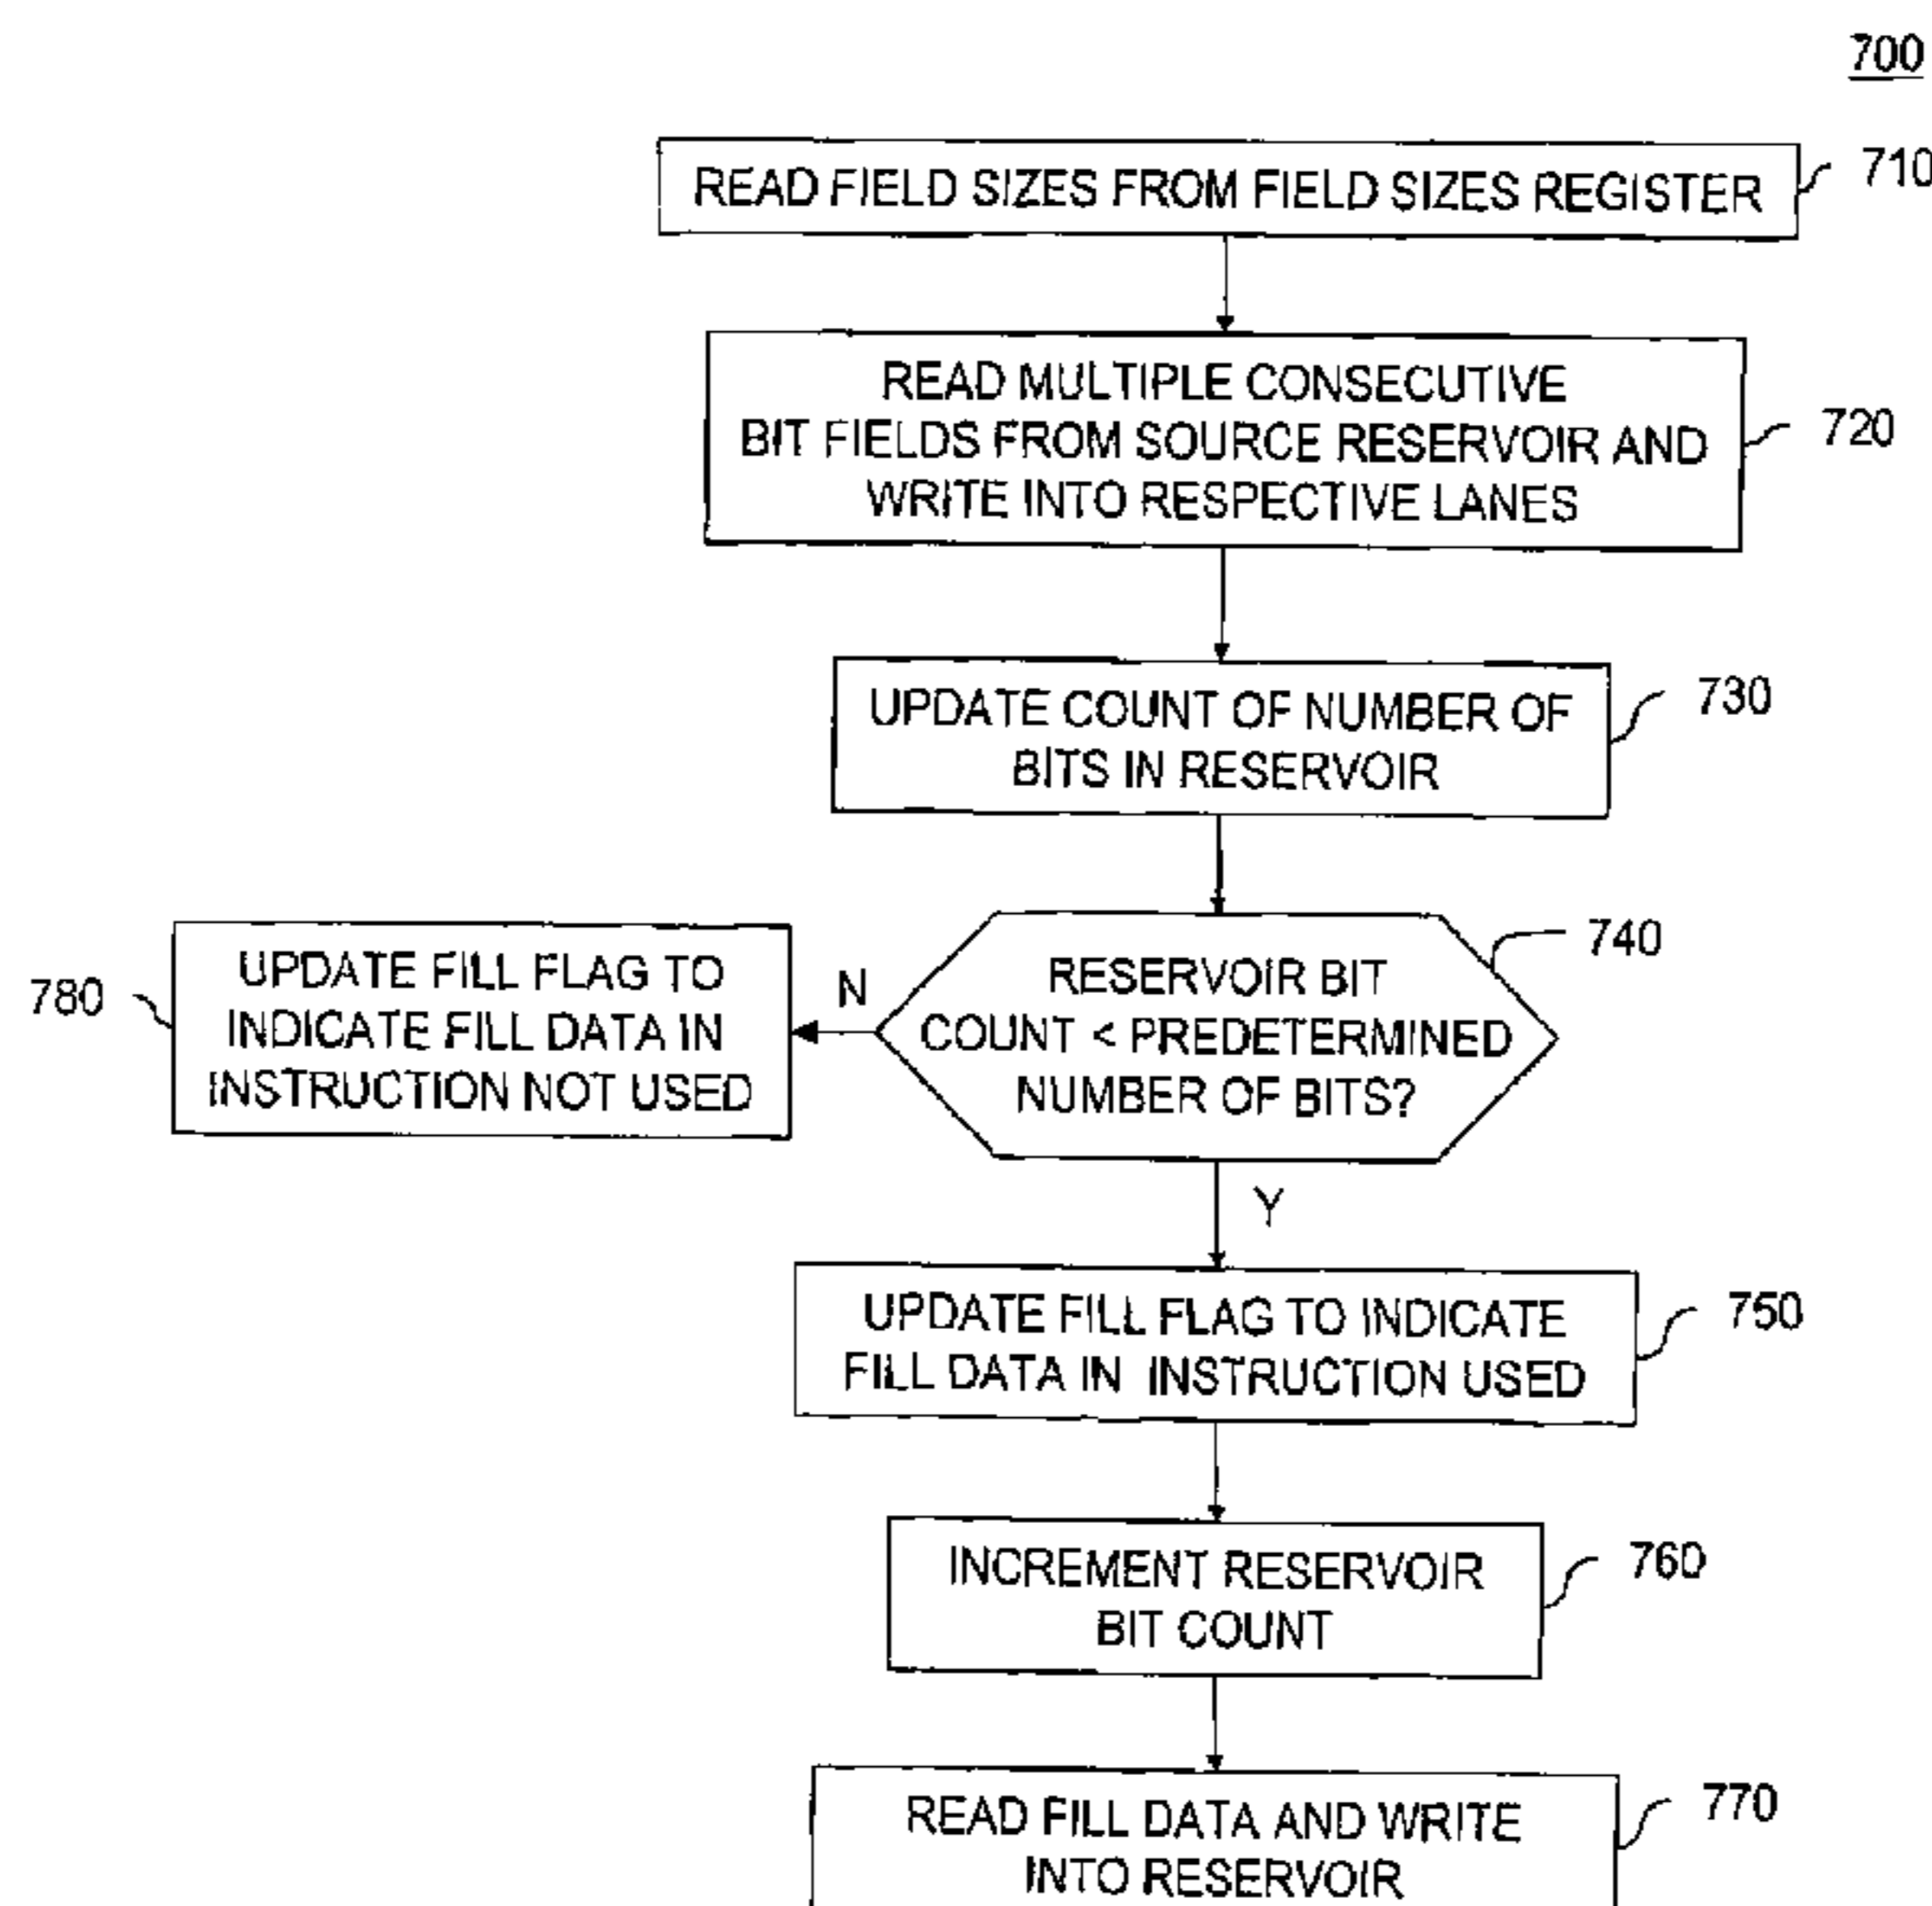 700
READ FIELD SIZES FROM FIELD SIZES REGISTER
710
READ MULTIPLE CONSECUTIVE
BIT FIELDS FROM SOURCE RESERVOIR AND
WRITE INTO RESPECTIVE LANES
720
UPDATE COUNT OF NUMBER OF
BITS IN RESERVOIR
730
RESERVOIR BIT
COUNT < PREDETERMINED
NUMBER OF BITS?
740
N
UPDATE FILL FLAG TO
INDICATE FILL DATA IN
INSTRUCTION NOT USED
780
Y
UPDATE FILL FLAG TO INDICATE
FILL DATA IN INSTRUCTION USED
750
INCREMENT RESERVOIR
BIT COUNT
760
READ FILL DATA AND WRITE
INTO RESERVOIR
770